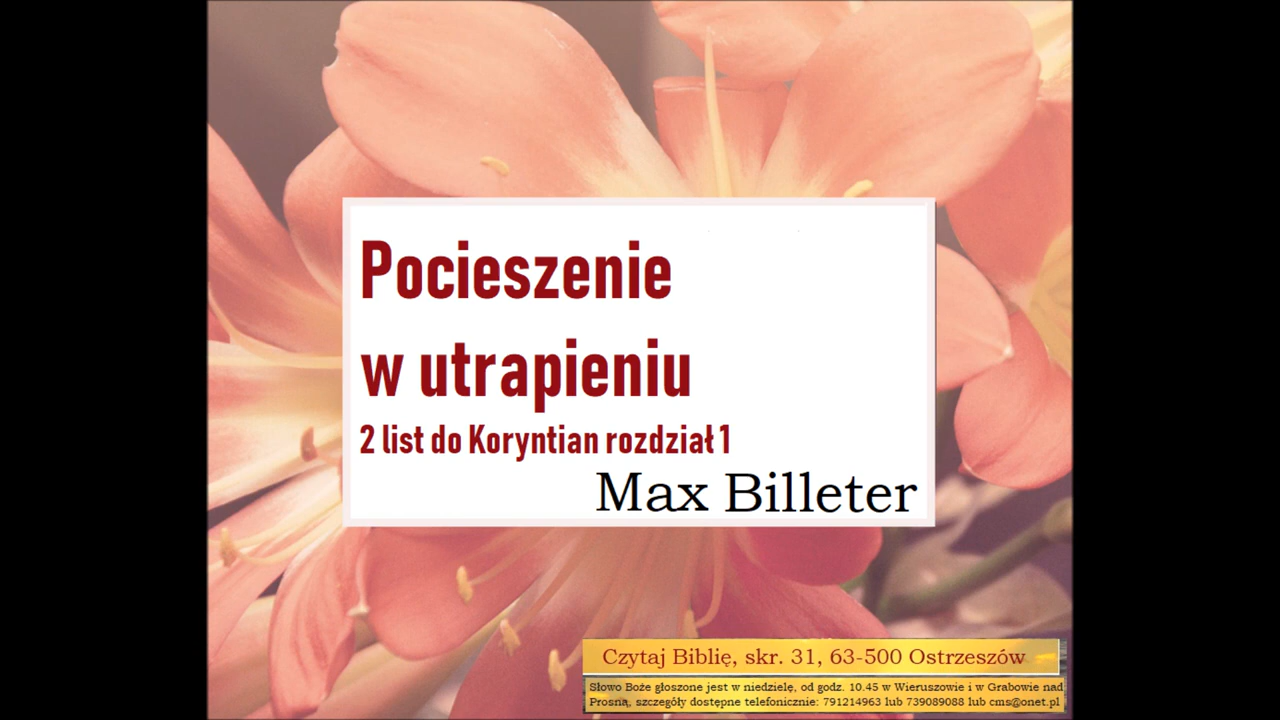 Pocieszenie
w utrapieniu
2 list do Koryntian rozdział 1
Max Billeter
Czytaj Biblię, skr. 31, 63-500 Ostrzeszów
Słowo Boże głoszone jest w niedzielę, od godz. 10.45 w Wieruszowie i w Grabowie nad
Prosną, szczegóły dostępne telefonicznie: 791214963 lub 739089088 lub cms@onet.pl